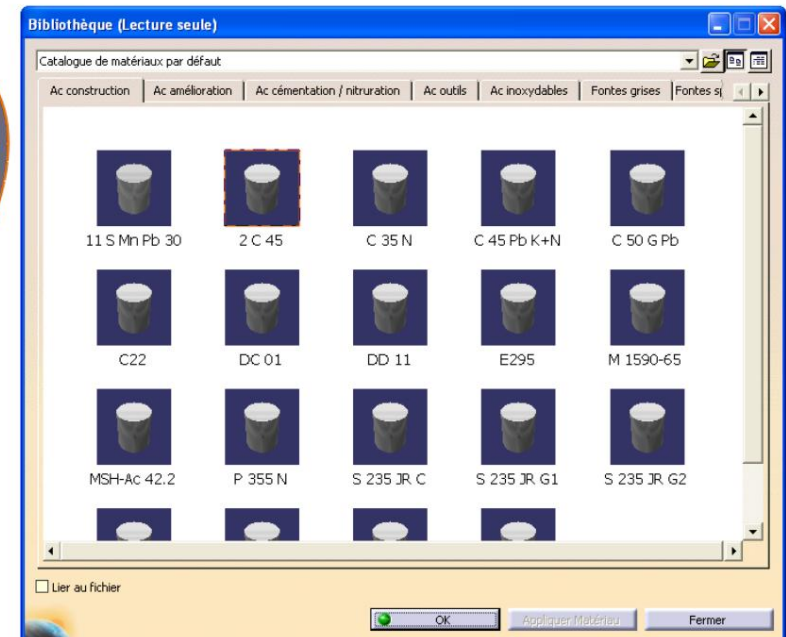 Bibliothèque (Lecture seule)
Catalogue de matériaux par défaut
Ac construction Ac amélioration Ac cémentation / nitruration Ac outils Ac inoxydables Fontes grises Fontes
11 S Mn Pb 30 2 C 45 C 35 N C 45 Pb K+N C 50 G Pb
C22 DC 01 DD 11 E295 M 1590-65
MSH-Ac 42.2 P 355 N S 235 JR C S 235 JR G1 S 235 JR G2
Lier au fichier
OK Appliquer Matériau Fermer